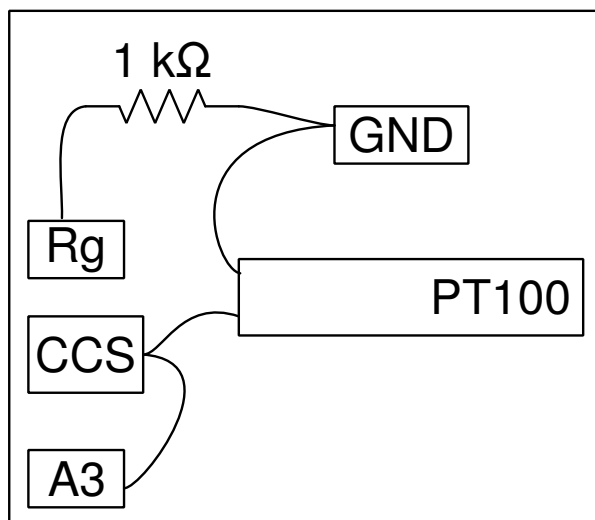 1 kΩ
GND
Rg
PT100
CCS
A3